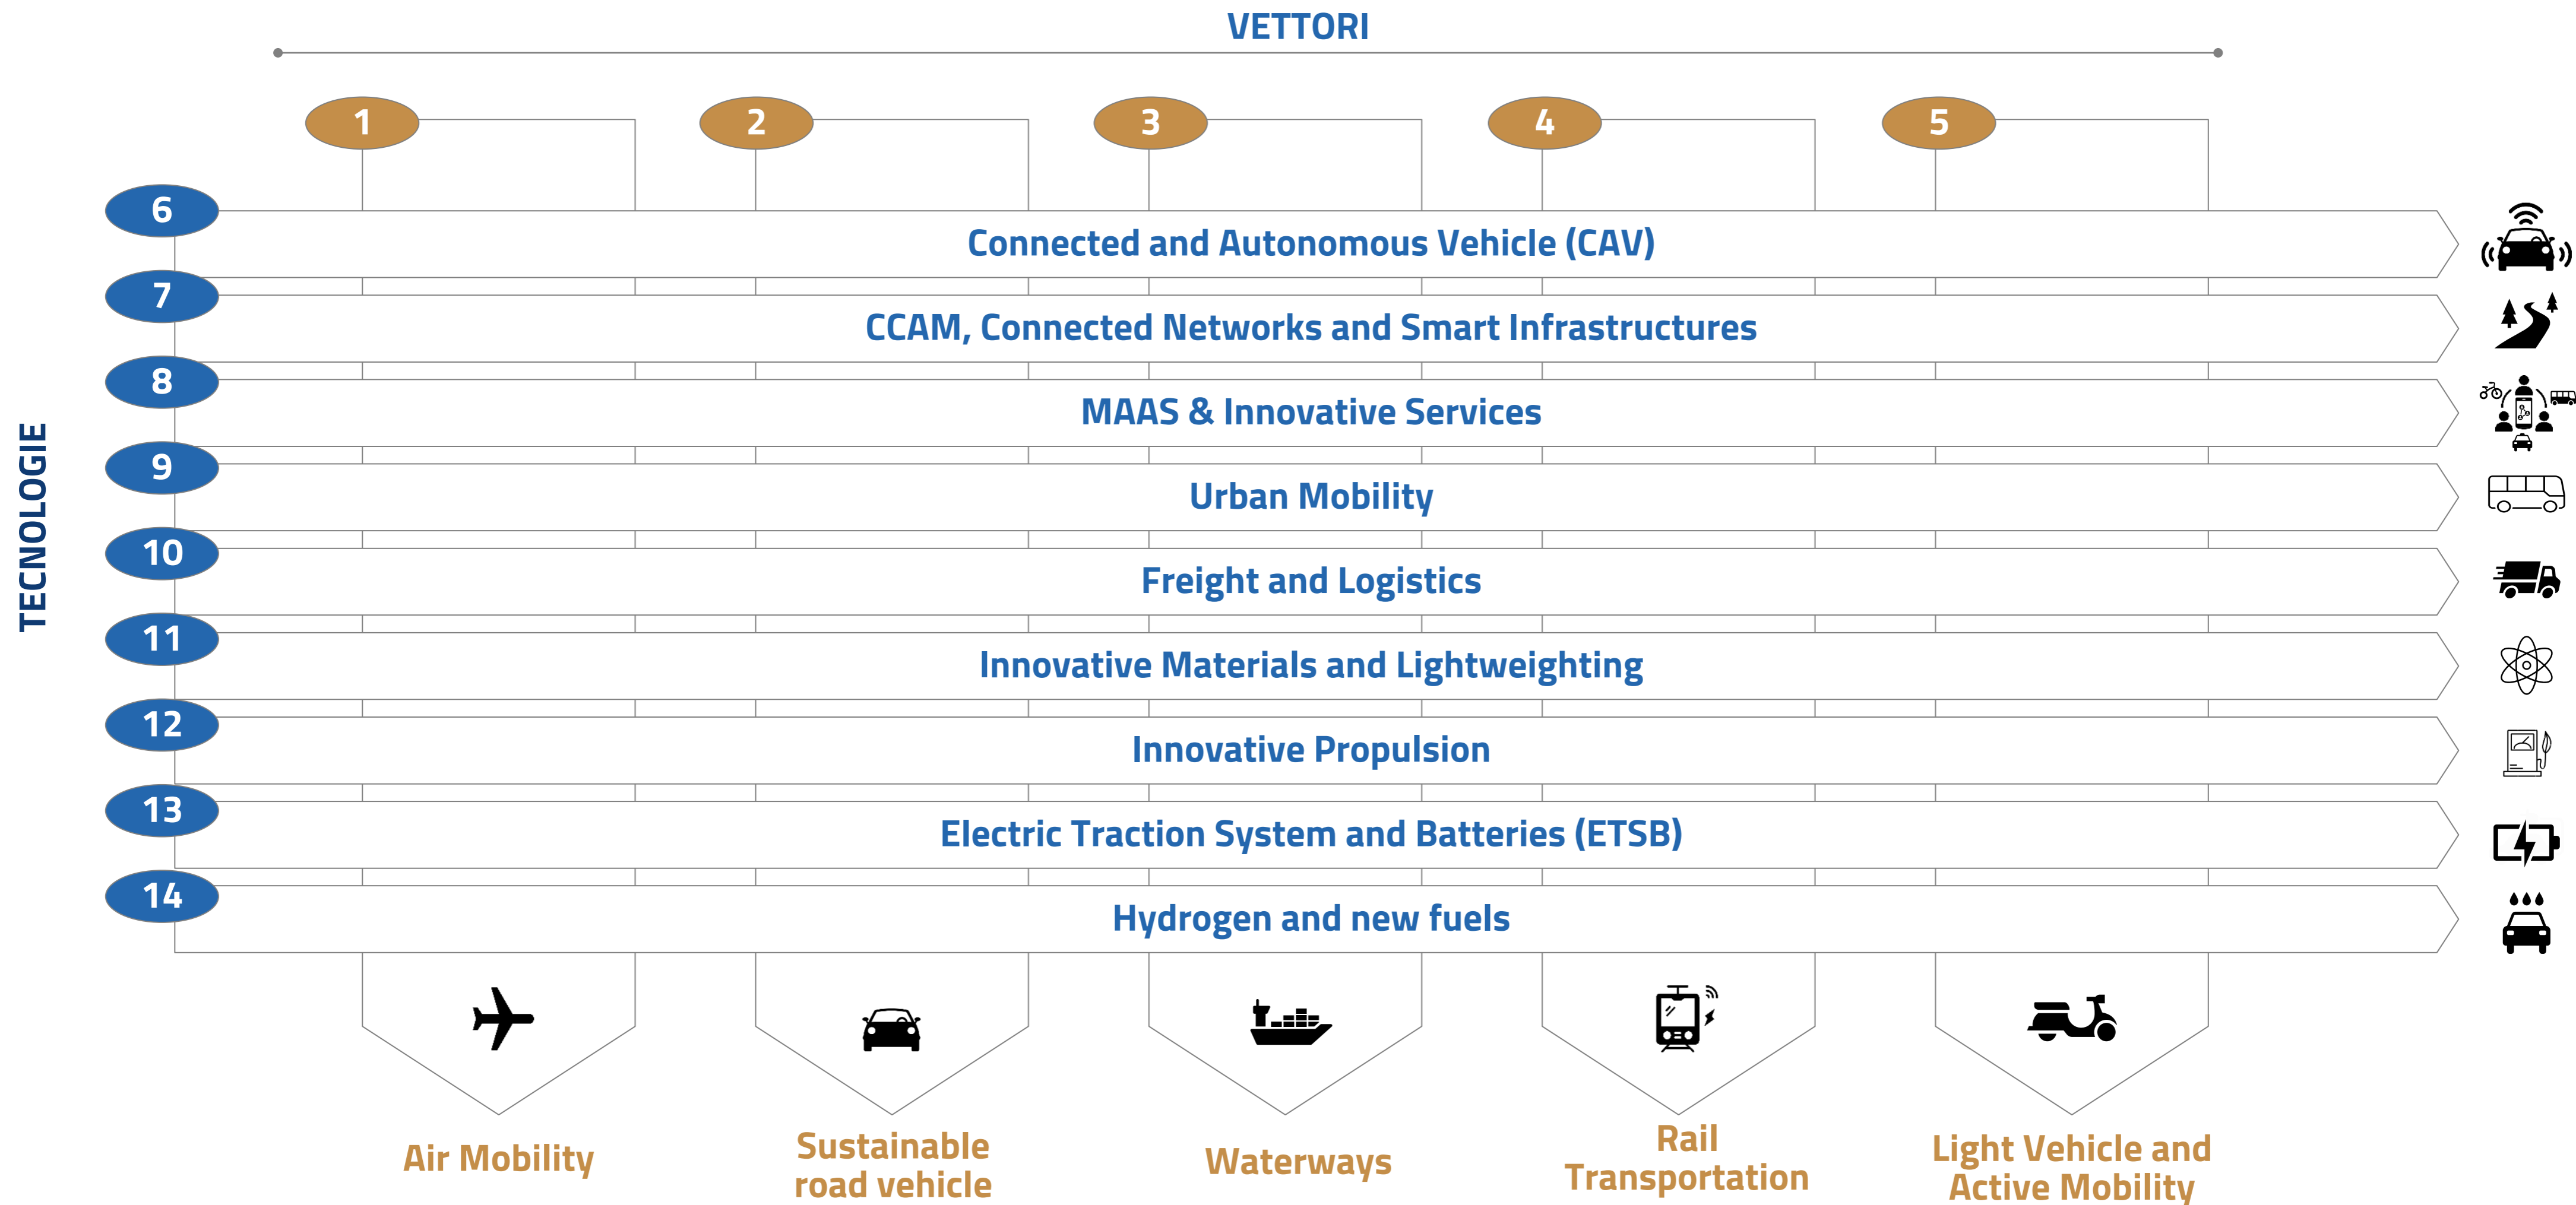 VETTORI
1
2
3
4
5
TECNOLOGIE
6
Connected and Autonomous Vehicle (CAV)
7
CCAM, Connected Networks and Smart Infrastructures
8
MAAS & Innovative Services
9
Urban Mobility
10
Freight and Logistics
11
Innovative Materials and Lightweighting
12
Innovative Propulsion
13
Electric Traction System and Batteries (ETSB)
14
Hydrogen and new fuels
Air Mobility
Sustainable
road vehicle
Waterways
Rail
Transportation
Light Vehicle and
Active Mobility